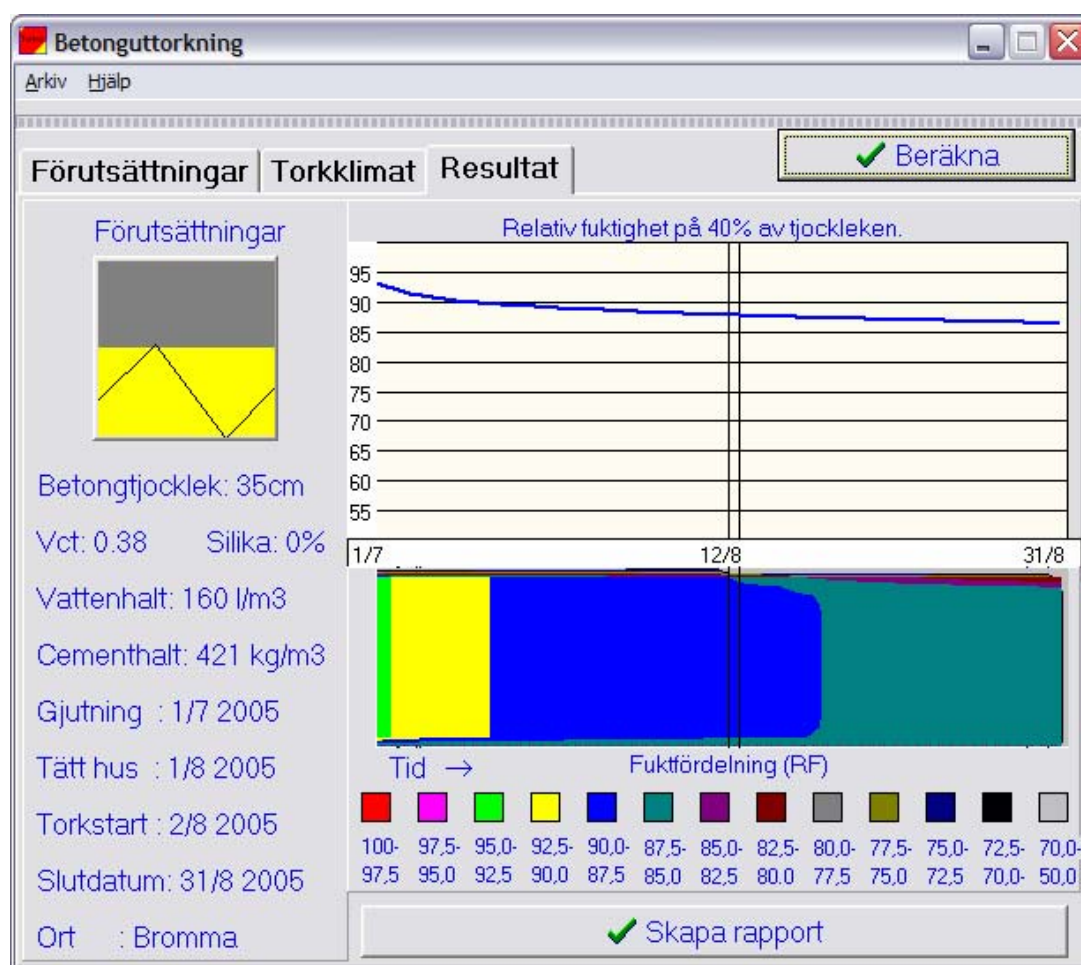 Betonguttorkning
Arkiv Hjälp
Förutsättningar Torkklimat Resultat
Beräkna
Förutsättningar
Betongtjocklek: 35cm
Vct: 0.38 Silika: 0%
Vattenhalt: 160 l/m3
Cementhalt: 421 kg/m3
Gjutning : 1/7 2005
Tätt hus : 1/8 2005
Torkstart : 2/8 2005
Slutdatum: 31/8 2005
Ort : Bromma
Relativ fuktighet på 40% av tjockleken.
95
90
85
80
75
70
65
60
55
1/7 12/8 31/8
Tid → Fuktfördelning (RF)
100- 97,5- 95,0- 92,5- 90,0- 87,5- 85,0- 82,5- 80,0- 77,5- 75,0- 72,5- 70,0-
97,5 95,0 92,5 90,0 87,5 85,0 82,5 80.0 77,5 75,0 72,5 70,0- 50,0
Skapa rapport